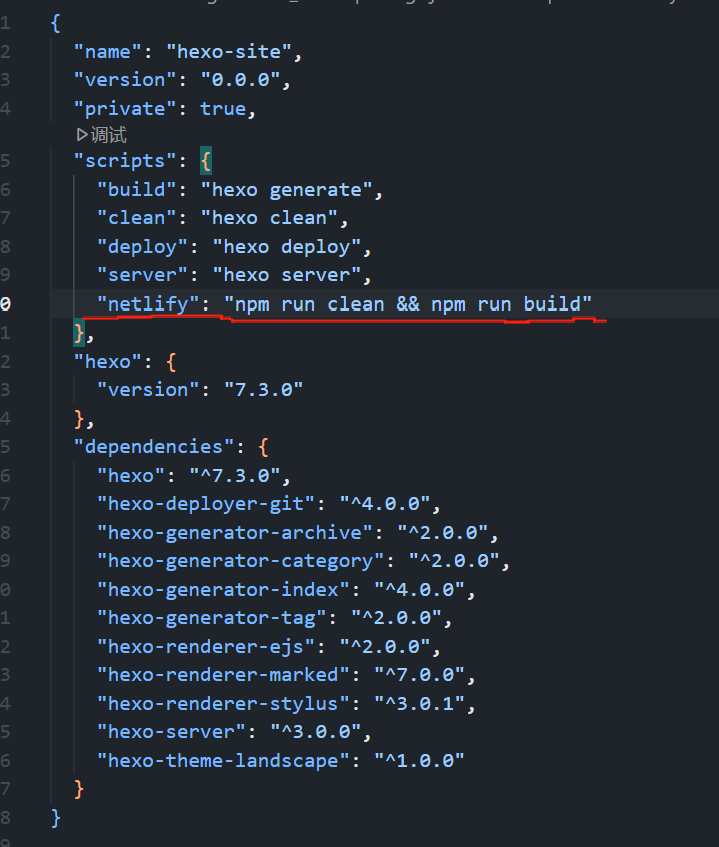 1 {
2 "name": "hexo-site",
3 "version": "0.0.0",
4 "private": true,
▷调试
5 "scripts": {
6 "build": "hexo generate",
7 "clean": "hexo clean",
8 "deploy": "hexo deploy",
9 "server": "hexo server",
0 "netlify": "npm run clean && npm run build"
1 },
2 "hexo": {
3 "version": "7.3.0"
4 },
5 "dependencies": {
6 "hexo": "^7.3.0",
7 "hexo-deployer-git": "^4.0.0",
8 "hexo-generator-archive": "^2.0.0",
9 "hexo-generator-category": "^2.0.0",
0 "hexo-generator-index": "^4.0.0",
1 "hexo-generator-tag": "^2.0.0",
2 "hexo-renderer-ejs": "^2.0.0",
3 "hexo-renderer-marked": "^7.0.0",
4 "hexo-renderer-stylus": "^3.0.1",
5 "hexo-server": "^3.0.0",
6 "hexo-theme-landscape": "^1.0.0"
7 }
8 }